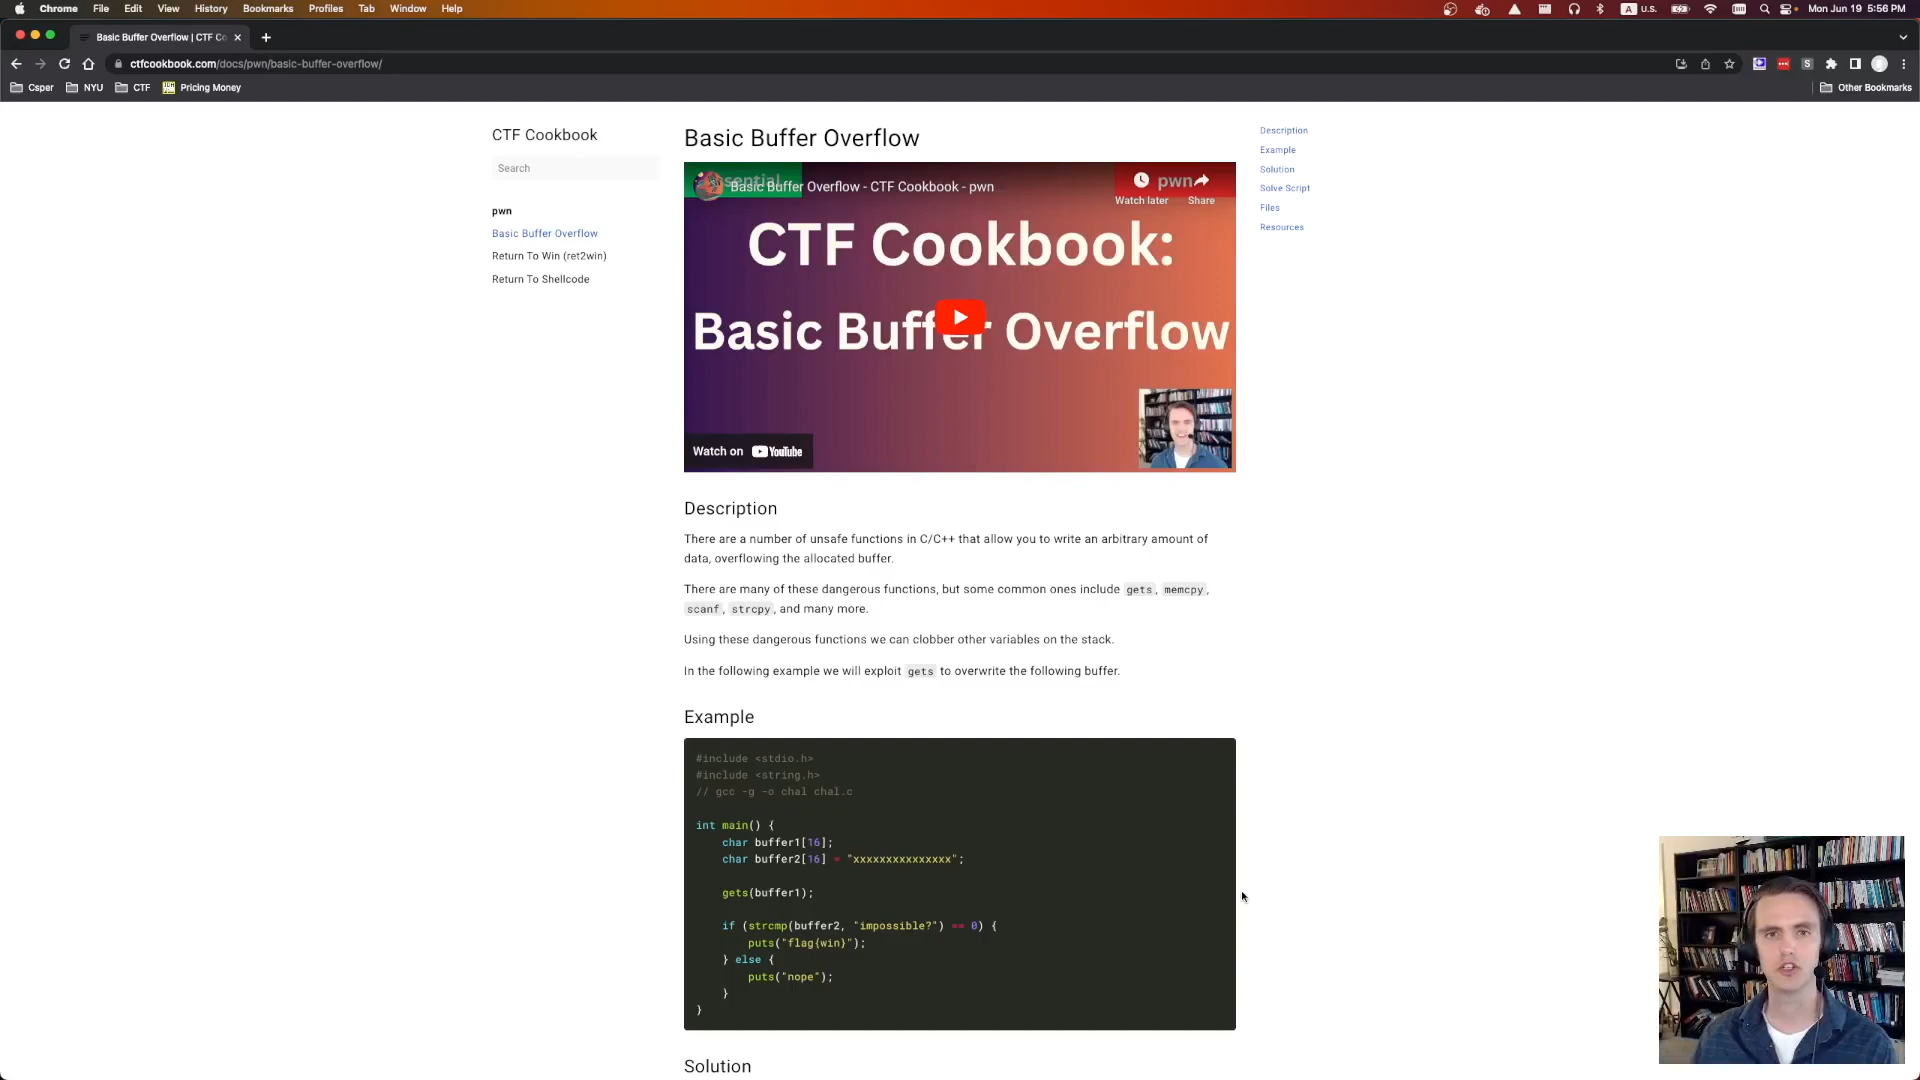 Chrome File Edit View History Bookmarks Profiles Tab Window Help
A U.S. Mon Jun 19 5:56 PM
Basic Buffer Overflow | CTF Co
ctfcookbook.com/docs/pwn/basic-buffer-overflow/
Csper NYU CTF Pricing Money Other Bookmarks
CTF Cookbook
Search
pwn
Basic Buffer Overflow
Return To Win (ret2win)
Return To Shellcode
Basic Buffer Overflow
Basic Buffer Overflow - CTF Cookbook - pwn
pwn
Watch later Share
CTF Cookbook:
Basic Buffer Overflow
Watch on YouTube
Description
There are a number of unsafe functions in C/C++ that allow you to write an arbitrary amount of
data, overflowing the allocated buffer.
There are many of these dangerous functions, but some common ones include gets, memcpy,
scanf, strcpy, and many more.
Using these dangerous functions we can clobber other variables on the stack.
In the following example we will exploit gets to overwrite the following buffer.
Example
#include <stdio.h>
#include <string.h>
// gcc -g -o chal chal.c
int main() {
char buffer1[16];
char buffer2[16] = "xxxxxxxxxxxxxxx";
gets(buffer1);
if (strcmp(buffer2, "impossible?") == 0) {
puts("flag{win}");
} else {
puts("nope");
}
}
Solution
Description
Example
Solution
Solve Script
Files
Resources